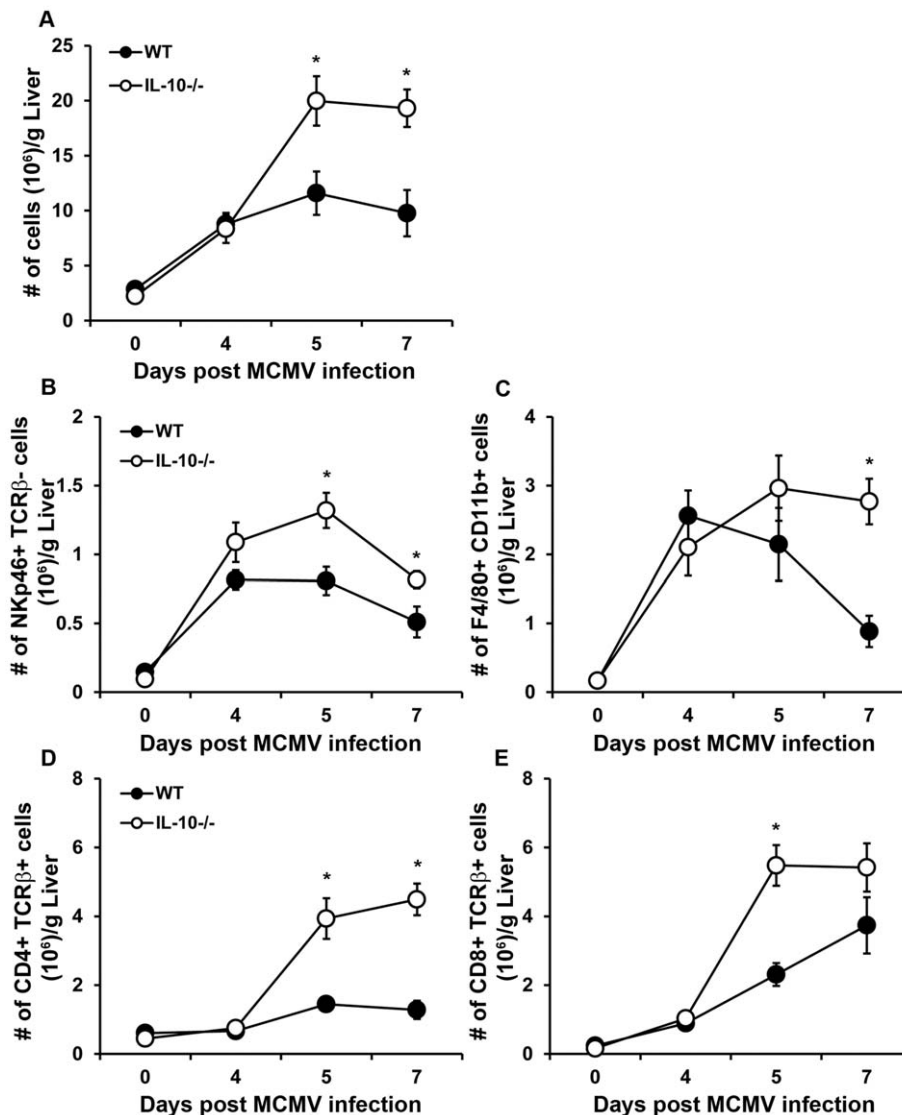 A
WT
IL-10-/-
# of cells (10⁶)/g Liver
25
20
15
10
5
0
* *
0 4 5 7
Days post MCMV infection
B
WT
IL-10-/-
# of NKp46+ TCRβ- cells
(10⁶)/g Liver
2
1.5
1
0.5
0
* *
0 4 5 7
Days post MCMV infection
C
# of F4/80+ CD11b+ cells
(10⁶)/g Liver
4
3
2
1
0
*
0 4 5 7
Days post MCMV infection
D
WT
IL-10-/-
# of CD4+ TCRβ+ cells
(10⁶)/g Liver
8
6
4
2
0
* *
0 4 5 7
Days post MCMV infection
E
# of CD8+ TCRβ+ cells
(10⁶)/g Liver
8
6
4
2
0
*
0 4 5 7
Days post MCMV infection